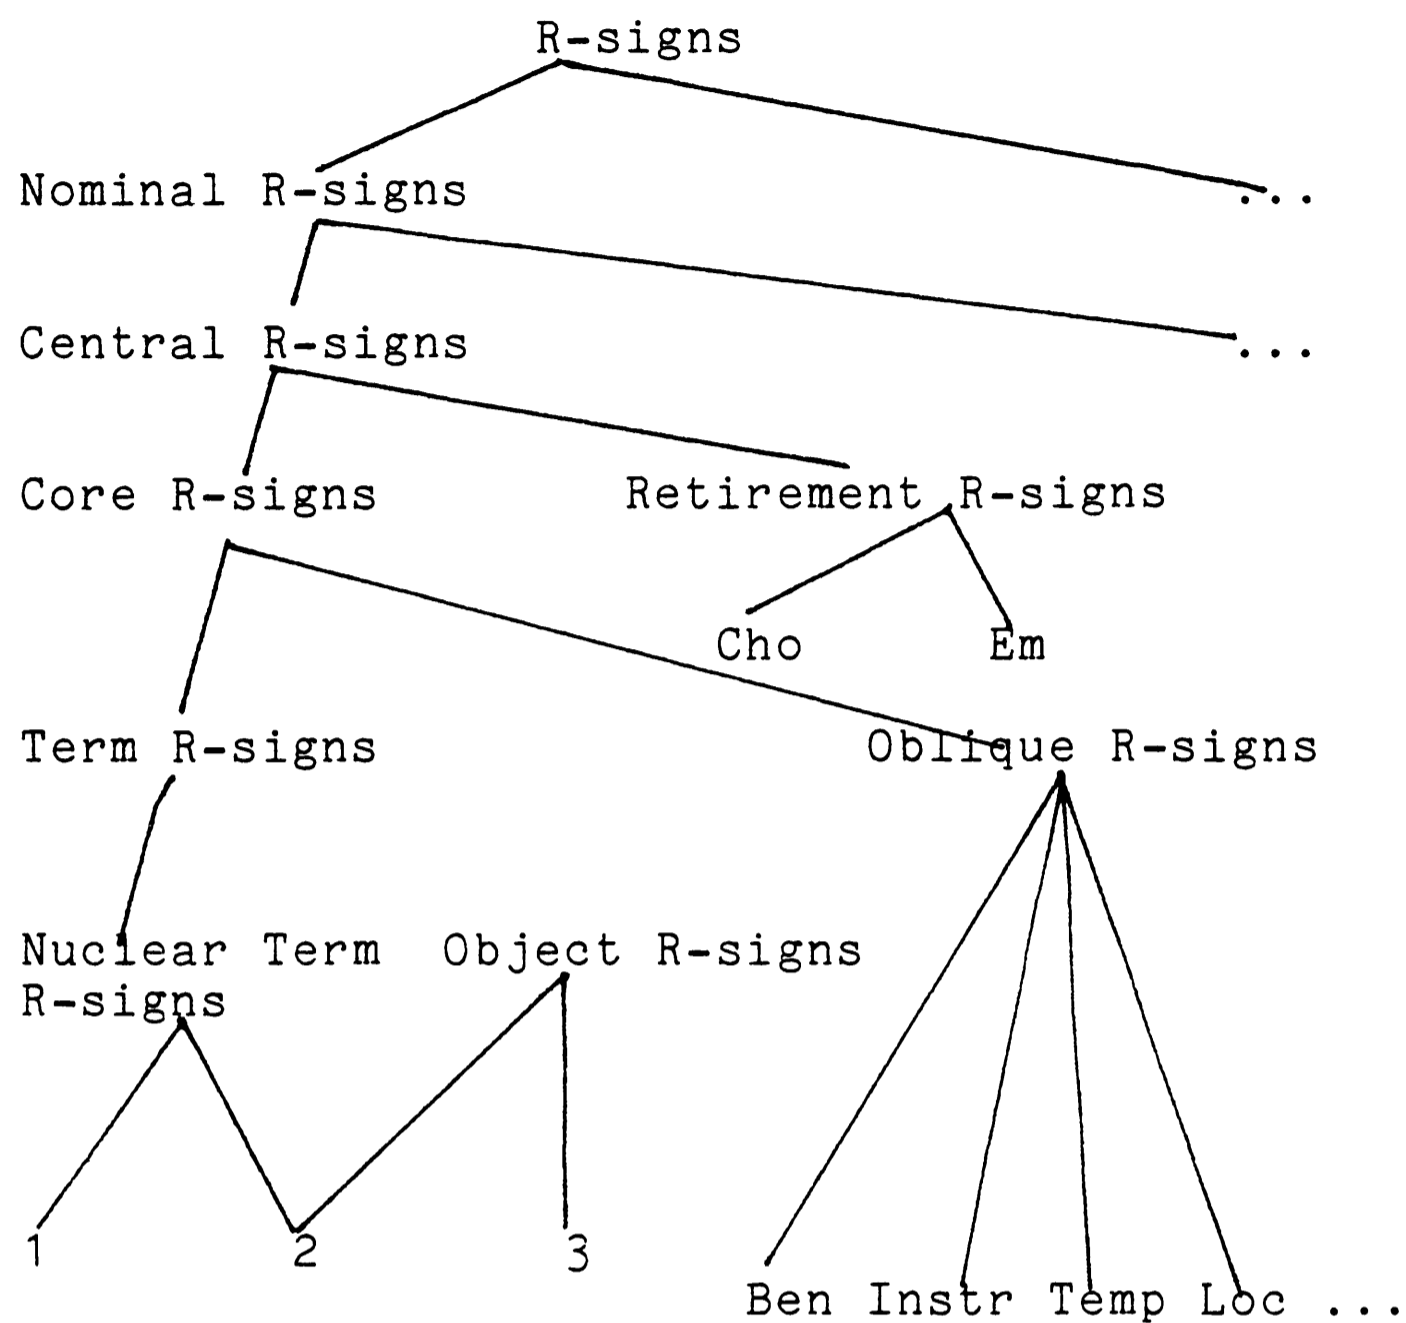 R-signs
Nominal R-signs ...
Central R-signs ...
Core R-signs Retirement R-signs
Cho Em
Term R-signs Oblique R-signs
Nuclear Term Object R-signs
R-signs
1 2 3
Ben Instr Temp Loc ...